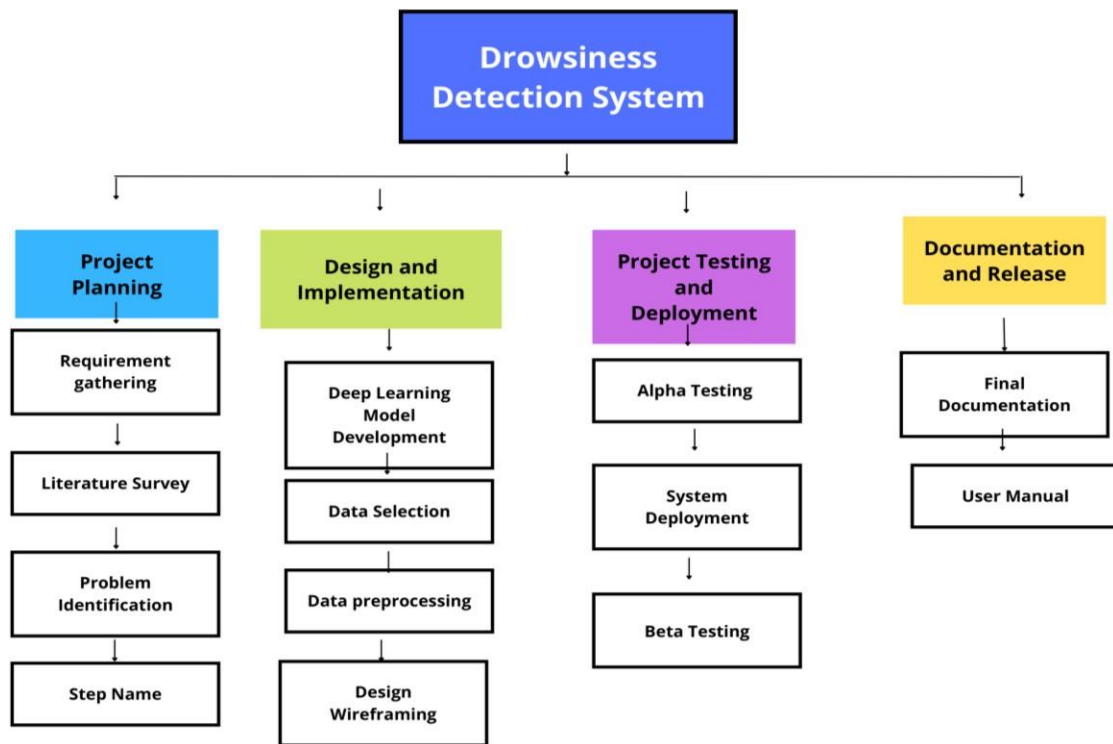 Drowsiness
Detection System
Project
Planning
Requirement
gathering
Literature Survey
Problem
Identification
Step Name
Design and
Implementation
Deep Learning
Model
Development
Data Selection
Data preprocessing
Design
Wireframing
Project Testing
and
Deployment
Alpha Testing
System
Deployment
Beta Testing
Documentation
and Release
Final
Documentation
User Manual